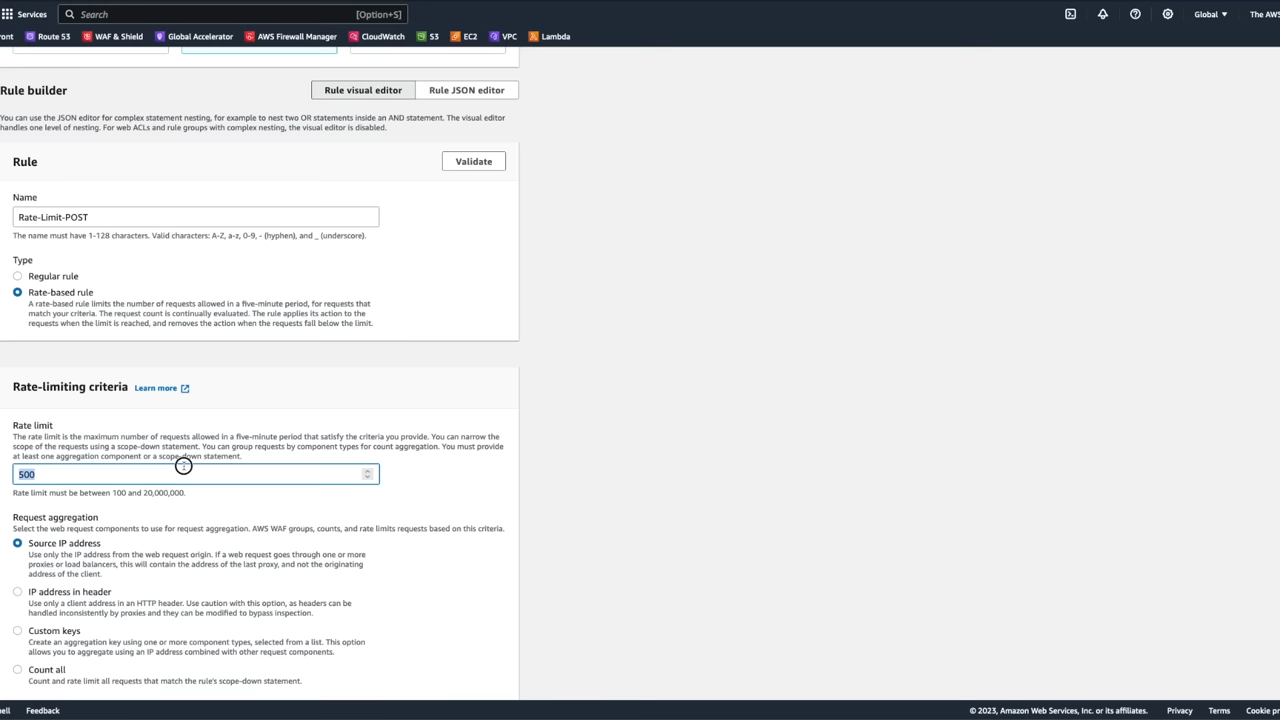 Services
Search
[Option+S]
Global
The AWS
ront
Route 53
WAF & Shield
Global Accelerator
AWS Firewall Manager
CloudWatch
S3
EC2
VPC
Lambda
Rule builder
Rule visual editor
Rule JSON editor
You can use the JSON editor for complex statement nesting, for example to nest two OR statements inside an AND statement. The visual editor
handles one level of nesting. For web ACLs and rule groups with complex nesting, the visual editor is disabled.
Rule
Validate
Name
Rate-Limit-POST
The name must have 1-128 characters. Valid characters: A-Z, a-z, 0-9, - (hyphen), and _ (underscore).
Type
Regular rule
Rate-based rule
A rate-based rule limits the number of requests allowed in a five-minute period, for requests that
match your criteria. The request count is continually evaluated. The rule applies its action to the
requests when the limit is reached, and removes the action when the requests fall below the limit.
Rate-limiting criteria
Learn more
Rate limit
The rate limit is the maximum number of requests allowed in a five-minute period that satisfy the criteria you provide. You can narrow the
scope of the requests using a scope-down statement. You can group requests by component types for count aggregation. You must provide
at least one aggregation component or a scope-down statement.
500
Rate limit must be between 100 and 20,000,000.
Request aggregation
Select the web request components to use for request aggregation. AWS WAF groups, counts, and rate limits requests based on this criteria.
Source IP address
Use only the IP address from the web request origin. If a web request goes through one or more
proxies or load balancers, this will contain the address of the last proxy, and not the originating
address of the client.
IP address in header
Use only a client address in an HTTP header. Use caution with this option, as headers can be
handled inconsistently by proxies and they can be modified to bypass inspection.
Custom keys
Create an aggregation key using one or more component types, selected from a list. This option
allows you to aggregate using an IP address combined with other request components.
Count all
Count and rate limit all requests that match the rule's scope-down statement.
ell
Feedback
© 2023, Amazon Web Services, Inc. or its affiliates.
Privacy
Terms
Cookie pr